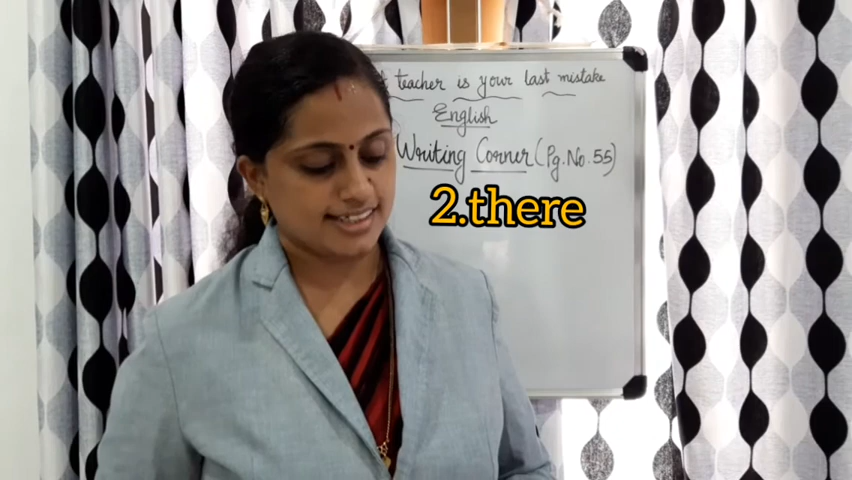 teacher is your last mistake
English
Writing Corner (Pg.No.55)
2.there